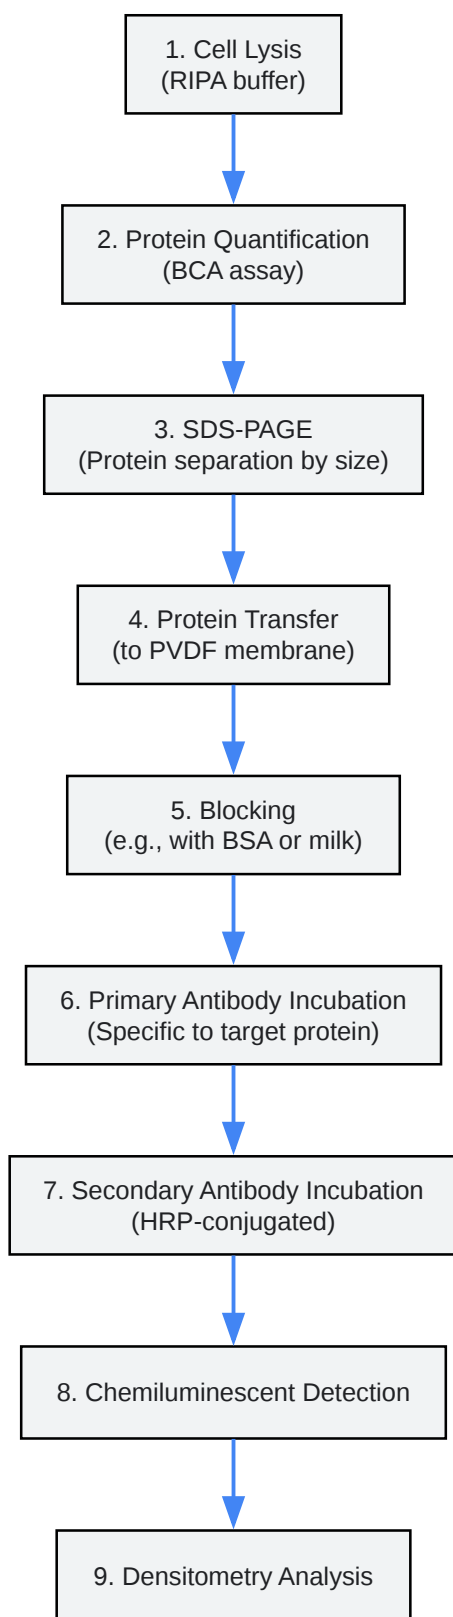 1. Cell Lysis
(RIPA buffer)
2. Protein Quantification
(BCA assay)
3. SDS-PAGE
(Protein separation by size)
4. Protein Transfer
(to PVDF membrane)
5. Blocking
(e.g., with BSA or milk)
6. Primary Antibody Incubation
(Specific to target protein)
7. Secondary Antibody Incubation
(HRP-conjugated)
8. Chemiluminescent Detection
9. Densitometry Analysis